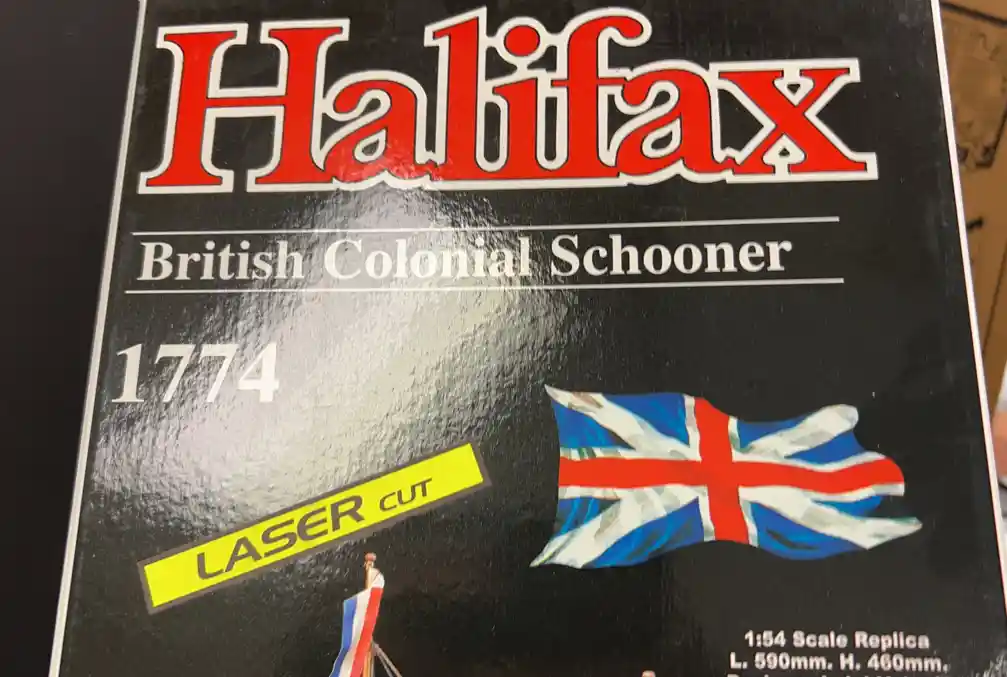 Halifax
British Colonial Schooner
1774
LASER CUT
1:54 Scale Replica
L. 590mm. H. 460mm.